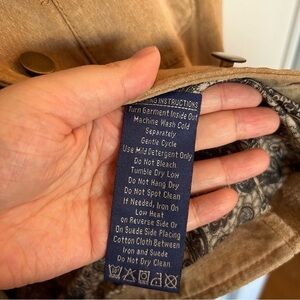 INSTRUCTIONS
Turn Garment Inside Out
Machine Wash Cold
Separately
Gentle Cycle
Use Mild Detergent Only
Do Not Bleach
Tumble Dry Low
Do Not Hang Dry
Do Not Spot Clean
If Needed, Iron On
Low Heat
on Reverse Side Or
On Suede Side Placing
Cotton Cloth Between
Iron and Suede
Do Not Dry Clean